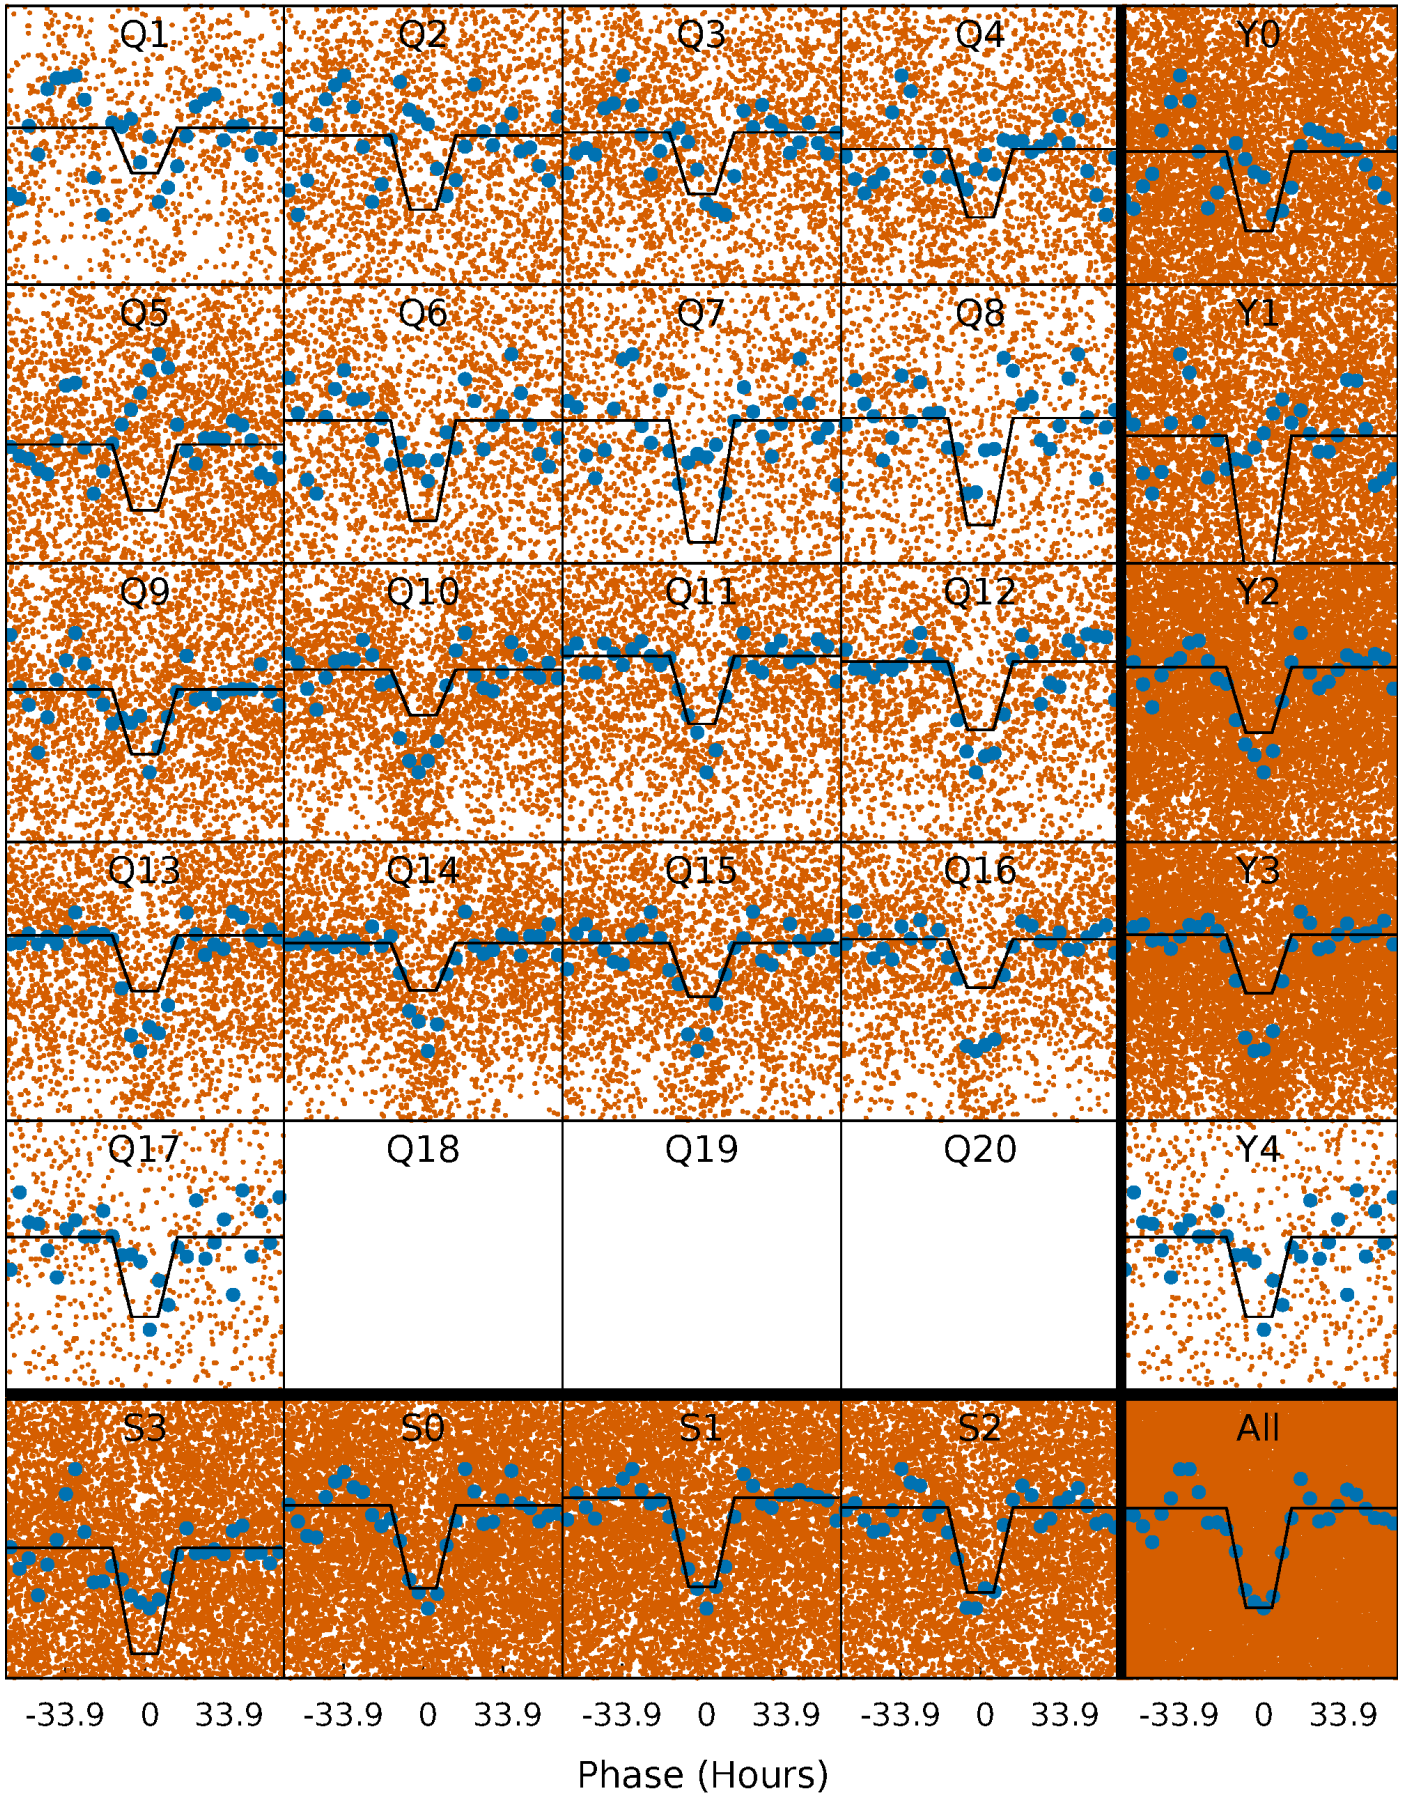 Q1 Q2 Q3 Q4 Y0
Q5 Q6 Q7 Q8 Y1
Q9 Q10 Q11 Q12 Y2
Q13 Q14 Q15 Q16 Y3
Q17 Q18 Q19 Q20 Y4
S3 S0 S1 S2 All
-33.9 0 33.9 -33.9 0 33.9 -33.9 0 33.9 -33.9 0 33.9 -33.9 0 33.9
Phase (Hours)